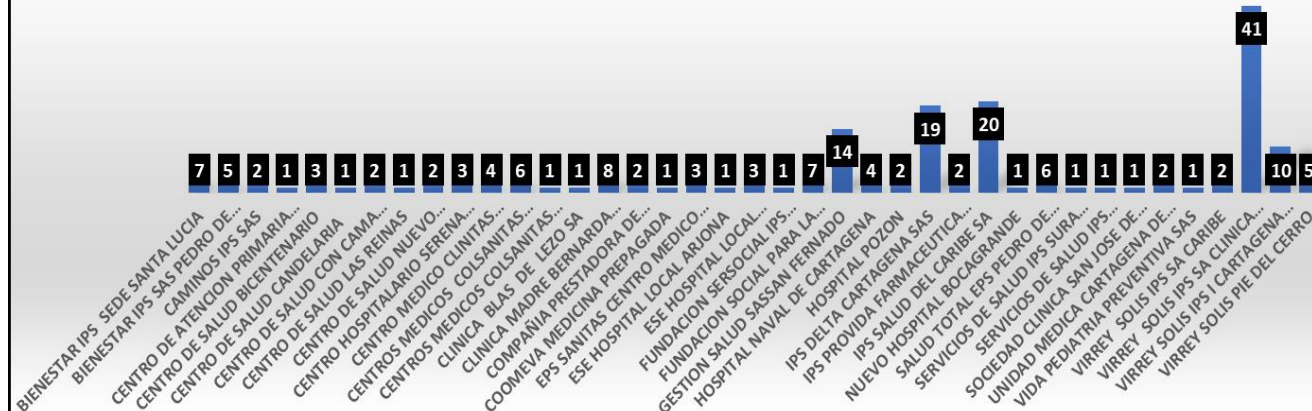 7 5 2 1 3 1 2 1 2 3 4 6 1 1 8 2 1 3 1 3 1 7 14 4 2 19 2 20 1 6 1 1 1 2 1 2 41 10 5
BIENESTAR IPS SEDE SANTA LUCIA
BIENESTAR IPS SAS PEDRO DE...
CAMINOS IPS SAS
CENTRO DE ATENCION PRIMARIA...
CENTRO DE SALUD BICENTENARIO
CENTRO DE SALUD CANDELARIA
CENTRO DE SALUD CON CAMA...
CENTRO DE SALUD LAS REINAS
CENTRO DE SALUD NUEVO...
CENTRO HOSPITALARIO SERENA...
CENTRO MEDICO CLINITAS...
CENTROS MEDICOS COLSANITAS...
CENTROS MEDICOS COLSANITAS...
CLINICA BLAS DE LEZO SA
CLINICA MADRE BERNARDA...
COMPAÑIA PRESTADORA DE...
COOMEVA MEDICINA PREPAGADA
EPS SANITAS CENTRO MEDICO...
ESE HOSPITAL LOCAL ARJONA
ESE HOSPITAL LOCAL...
FUNDACION SERSOCIAL IPS...
FUNDACION SOCIAL PARA LA...
GESTION SALUD SASSAN FERNADO
HOSPITAL NAVAL DE CARTAGENA
HOSPITAL POZON
IPS DELTA CARTAGENA SAS
IPS PROVIDA FARMACEUTICA...
IPS SALUD DEL CARIBE SA
NUEVO HOSPITAL BOCAGRANDE
SALUD TOTAL EPS PEDRO DE...
SERVICIOS DE SALUD IPS SURA...
SERVICIOS DE SALUD IPS...
SOCIEDAD CLINICA SAN JOSE DE...
UNIDAD MEDICA CARTAGENA DE...
VIDA PEDIATRIA PREVENTIVA SAS
VIRREY SOLIS IPS SA CARIBE
VIRREY SOLIS IPS SA CLINICA...
VIRREY SOLIS IPS I CARTAGENA...
VIRREY SOLIS PIE DEL CERRO